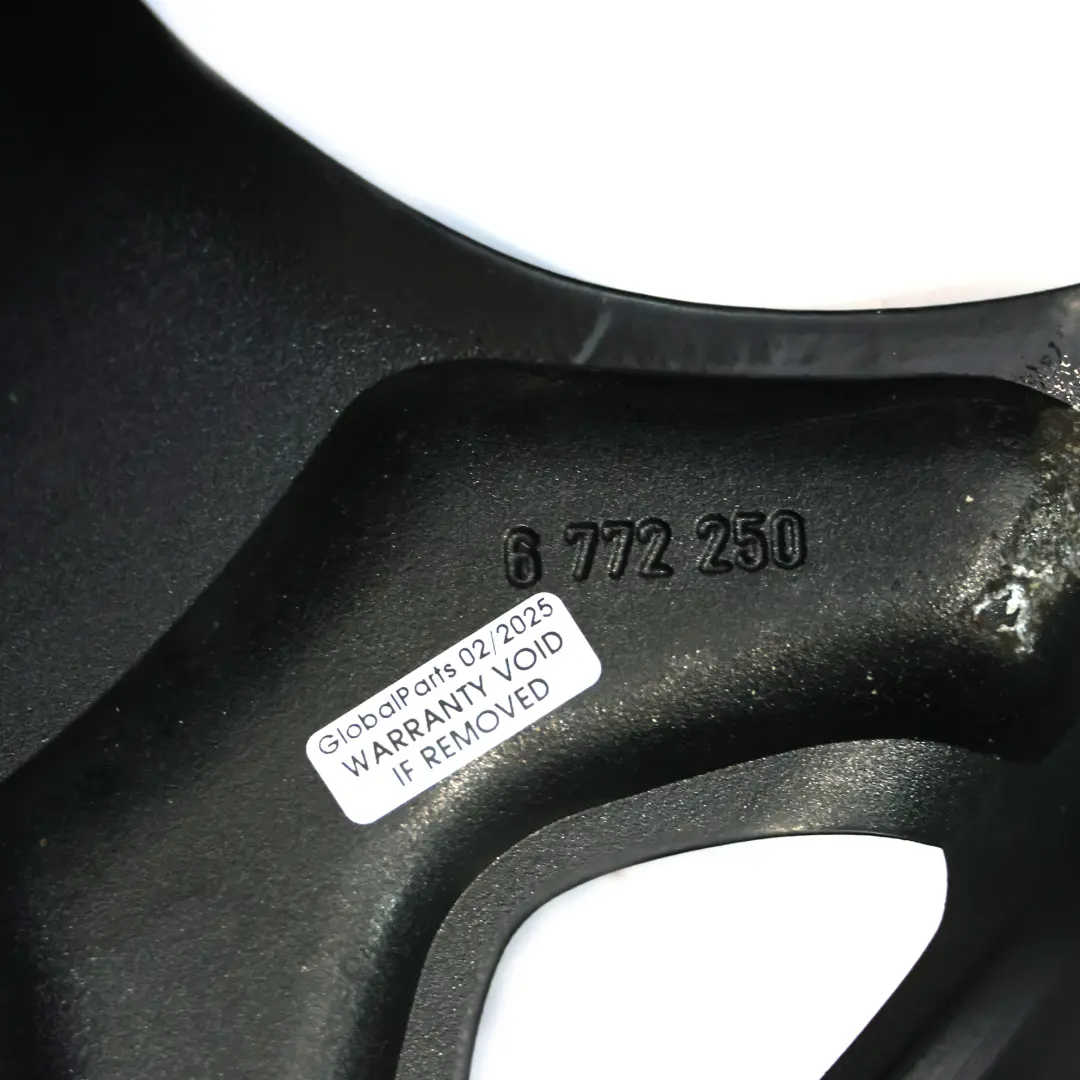 6 772 250
GlobalParts 02/2025
WARRANTY VOID
IF REMOVED